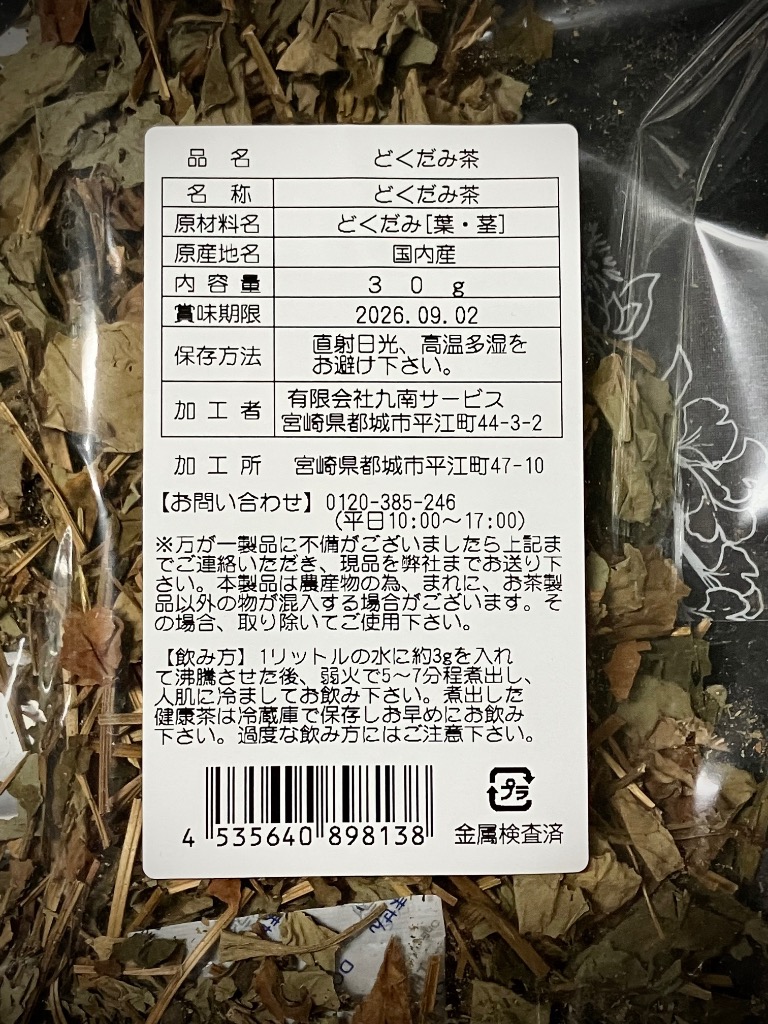 品名 どくだみ茶
名称 どくだみ茶
原材料名 どくだみ[葉・茎]
原産地名 国内産
内容量 30g
賞味期限 2026.09.02
保存方法 直射日光、高温多湿を
お避け下さい。
加工者 有限会社九南サービス
宮崎県都城市平江町44-3-2
加工所 宮崎県都城市平江町47-10
【お問い合わせ】0120-385-246
(平日10:00～17:00)
※万が一製品に不備がございましたら上記ま
でご連絡いただき、現品を弊社までお送り下
さい。本製品は農産物の為、まれに、お茶製
品以外の物が混入する場合がございます。そ
の場合、取り除いてご使用下さい。
【飲み方】1リットルの水に約3gを入れ
て沸騰させた後、弱火で5～7分程煮出し、
人肌に冷ましてお飲み下さい。煮出した
健康茶は冷蔵庫で保存しお早めにお飲み
下さい。過度な飲み方にはご注意下さい。
プラ
4 535640 898138
金属検査済